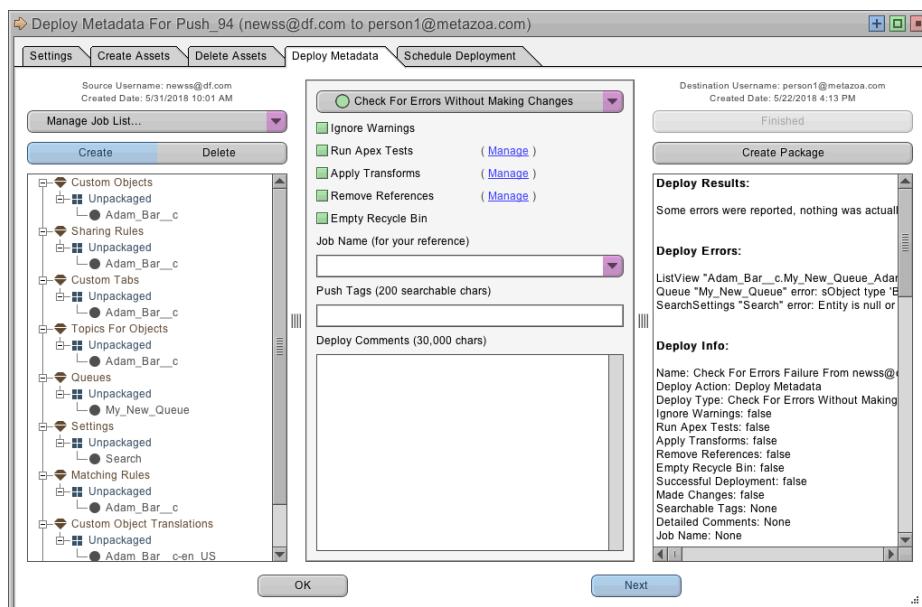 Deploy Metadata For Push_94 (newss@df.com to person1@metazoa.com)
Settings
Create Assets
Delete Assets
Deploy Metadata
Schedule Deployment
Source Username: newss@df.com
Created Date: 5/31/2018 10:01 AM
Manage Job List...
Create
Delete
Custom Objects
Unpackaged
Adam_Bar__c
Sharing Rules
Unpackaged
Adam_Bar__c
Custom Tabs
Unpackaged
Adam_Bar__c
Topics For Objects
Unpackaged
Adam_Bar__c
Queues
Unpackaged
My_New_Queue
Settings
Unpackaged
Search
Matching Rules
Unpackaged
Adam_Bar__c
Custom Object Translations
Unpackaged
Adam_Bar__c-en_US
Check For Errors Without Making Changes
Ignore Warnings
Run Apex Tests ( Manage )
Apply Transforms ( Manage )
Remove References ( Manage )
Empty Recycle Bin
Job Name (for your reference)
Push Tags (200 searchable chars)
Deploy Comments (30,000 chars)
Destination Username: person1@metazoa.com
Created Date: 5/22/2018 4:13 PM
Finished
Create Package
Deploy Results:
Some errors were reported, nothing was actuall
Deploy Errors:
ListView "Adam_Bar__c.My_New_Queue_Adar
Queue "My_New_Queue" error: sObject type 'E
SearchSettings "Search" error: Entity is null or
Deploy Info:
Name: Check For Errors Failure From newss@
Deploy Action: Deploy Metadata
Deploy Type: Check For Errors Without Making
Ignore Warnings: false
Run Apex Tests: false
Apply Transforms: false
Remove References: false
Empty Recycle Bin: false
Successful Deployment: false
Made Changes: false
Searchable Tags: None
Detailed Comments: None
Job Name: None
OK
Next